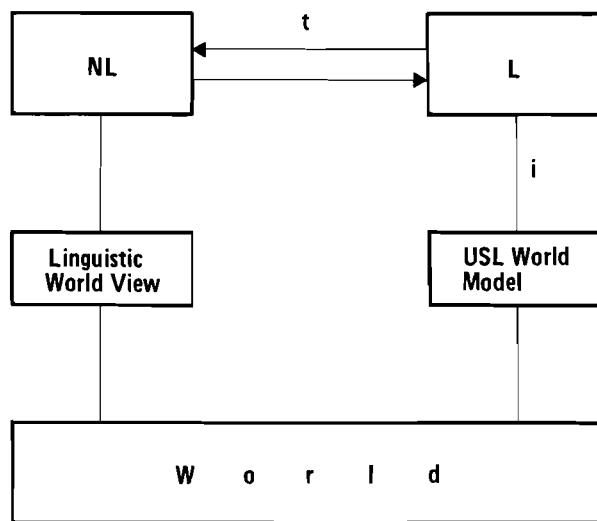 t
NL
L
i
Linguistic
World View
USL World
Model
W o r l d